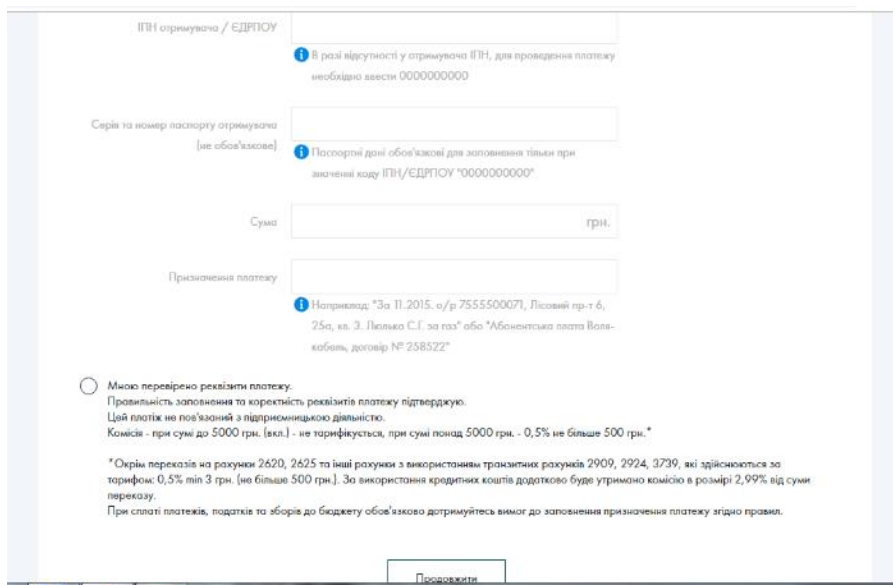 ІПН отримувача / ЄДРПОУ
В разі відсутності у отримувача ІПН, для проведення платежу
необхідно ввести 0000000000
Серія та номер паспорту отримувача
(не обов'язкове)
Паспортні дані обов'язкові для заповнення тільки при
значенні коду ІПН/ЄДРПОУ "0000000000"
Сума
грн.
Призначення платежу
Наприклад: "За 11.2015. о/р 7555500071, Лісовий пр-т 6,
25а, кв. 3. Люлька С.Г. за газ" або "Абонентська плата Воля-
кабель, договір № 258522"
Мною перевірено реквізити платежу.
Правильність заповнення та коректність реквізитів платежу підтверджую.
Цей платіж не пов'язаний з підприємницькою діяльністю.
Комісія - при сумі до 5000 грн. (вкл.) - не тарифікується, при сумі понад 5000 грн. - 0,5% не більше 500 грн.*
*Окрім переказів на рахунки 2620, 2625 та інші рахунки з використанням транзитних рахунків 2909, 2924, 3739, які здійснюються за
тарифом: 0,5% min 3 грн. (не більше 500 грн.). За використання кредитних коштів додатково буде утримано комісію в розмірі 2,99% від суми
переказу.
При сплаті платежів, податків та зборів до бюджету обов'язково дотримуйтесь вимог до заповнення призначення платежу згідно правил.
Продовжити